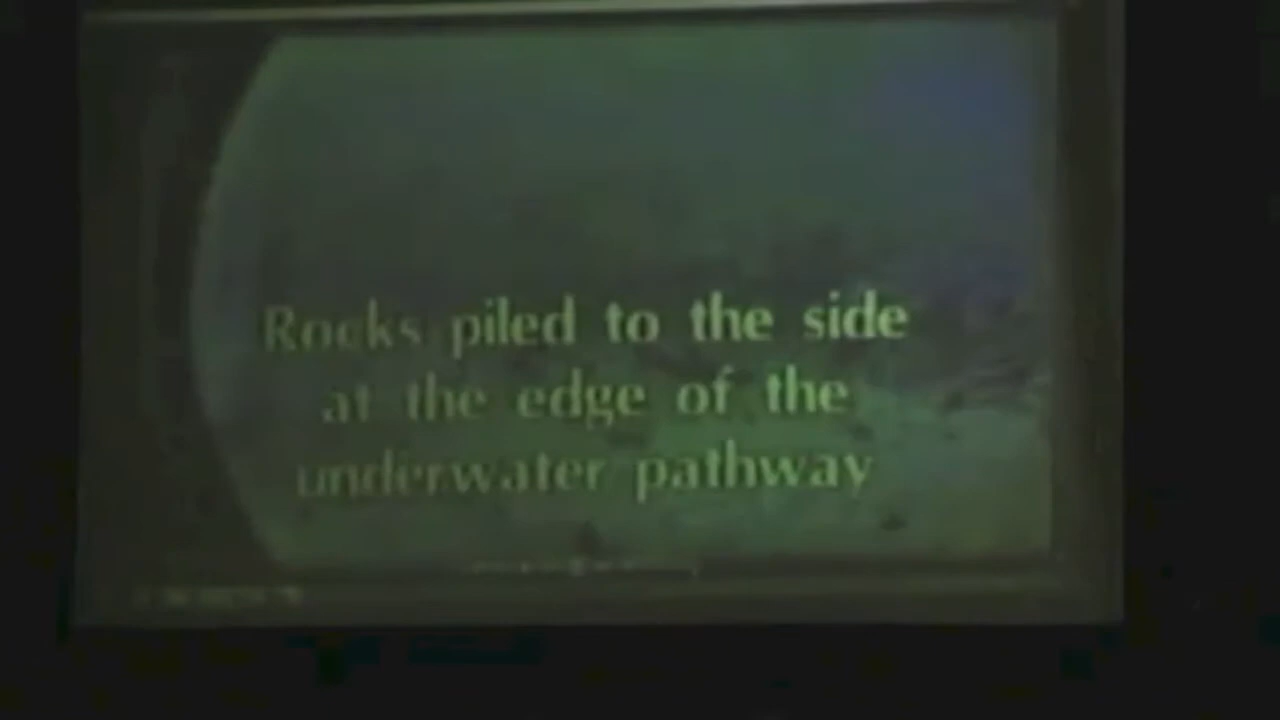 Rocks piled to the side
at the edge of the
underwater pathway